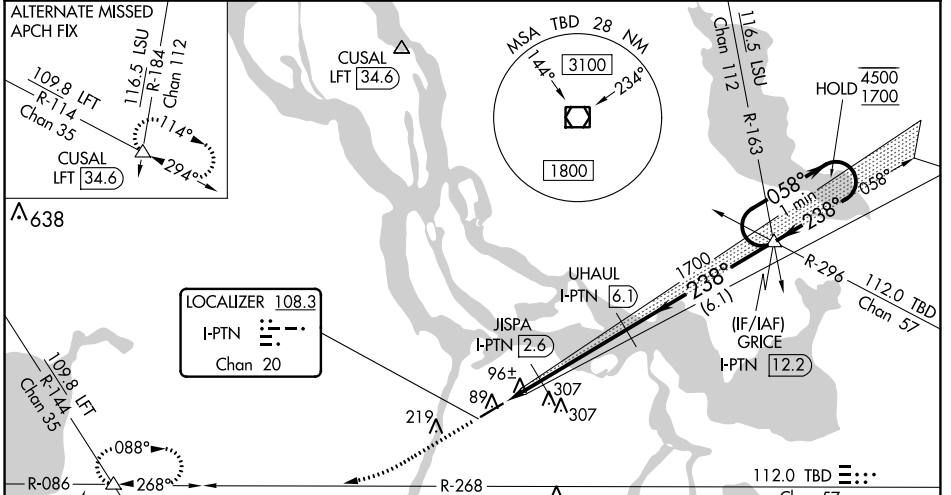 ALTERNATE MISSED
APCH FIX
116.5 LSU
R-184
Chan 112
109.8 LFT
R-114
Chan 35
114°
294°
CUSAL
LFT 34.6
638
CUSAL
LFT 34.6
MSA TBD 28 NM
144°
3100
234°
1800
116.5 LSU
Chan 112
R-163
HOLD
4500
1700
058°
1 min
238°
058°
1700
238°
(6.1)
R-296
112.0 TBD
Chan 57
(IF/IAF)
GRICE
I-PTN 12.2
UHAUL
I-PTN 6.1
JISPA
I-PTN 2.6
LOCALIZER 108.3
I-PTN
Chan 20
96±
89
307
307
219
109.8 LFT
R-144
Chan 35
088°
268°
R-086
R-268
112.0 TBD
Chan 57